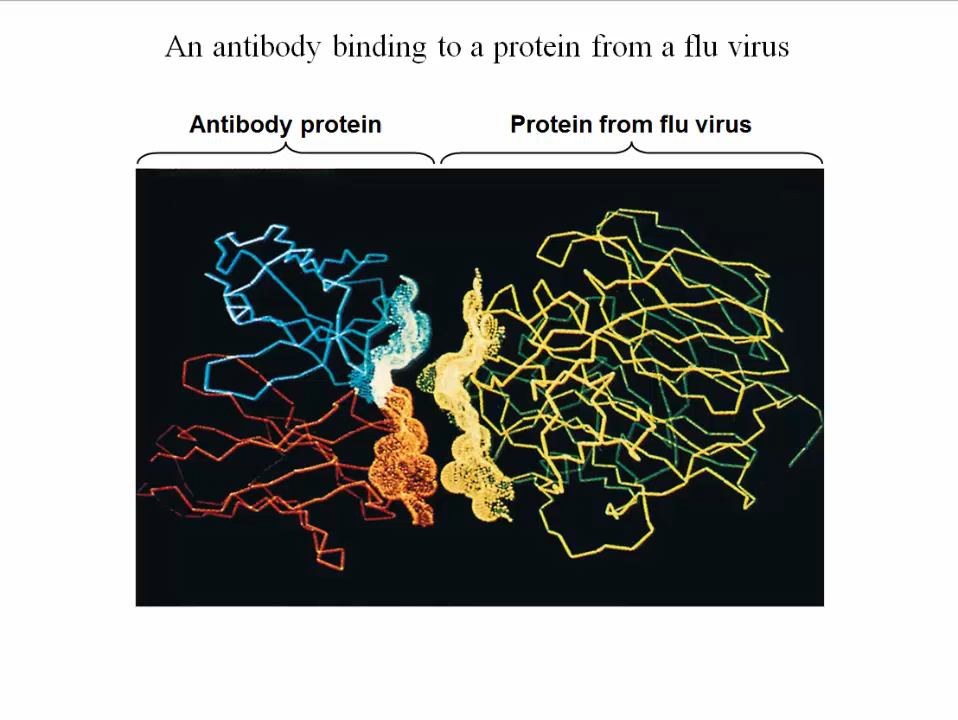 An antibody binding to a protein from a flu virus
Antibody protein
Protein from flu virus